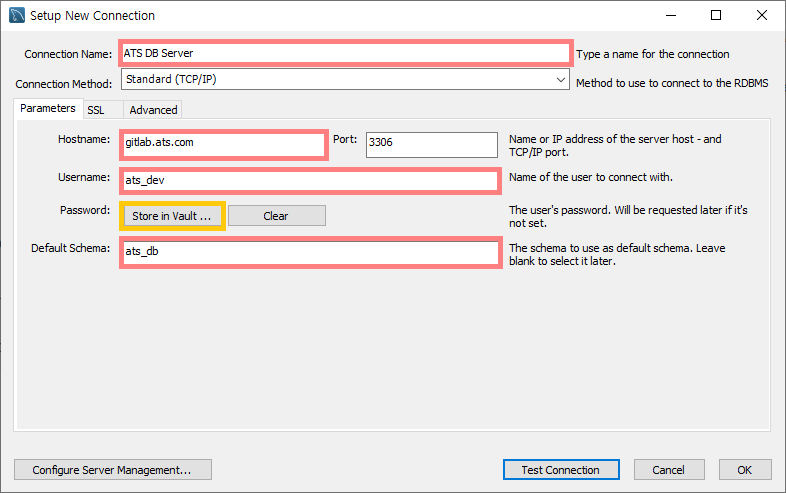 Setup New Connection
Connection Name: ATS DB Server Type a name for the connection
Connection Method: Standard (TCP/IP) Method to use to connect to the RDBMS
Parameters SSL Advanced
Hostname: gitlab.ats.com Port: 3306 Name or IP address of the server host - and
TCP/IP port.
Username: ats_dev Name of the user to connect with.
Password: Store in Vault ... Clear The user's password. Will be requested later if it's
not set.
Default Schema: ats_db The schema to use as default schema. Leave
blank to select it later.
Configure Server Management... Test Connection Cancel OK